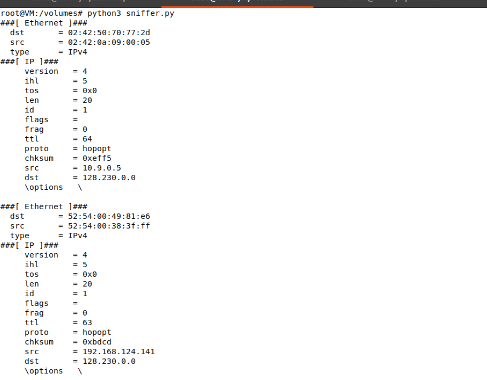 root@VM:/volumes# python3 sniffer.py
###[ Ethernet ]###
  dst       = 02:42:50:70:77:2d
  src       = 02:42:0a:09:00:05
  type      = IPv4
###[ IP ]###
     version   = 4
     ihl       = 5
     tos       = 0x0
     len       = 20
     id        = 1
     flags     =
     frag      = 0
     ttl       = 64
     proto     = hopopt
     chksum    = 0xeff5
     src       = 10.9.0.5
     dst       = 128.230.0.0
     \options   \
###[ Ethernet ]###
  dst       = 52:54:00:49:81:e6
  src       = 52:54:00:38:3f:ff
  type      = IPv4
###[ IP ]###
     version   = 4
     ihl       = 5
     tos       = 0x0
     len       = 20
     id        = 1
     flags     =
     frag      = 0
     ttl       = 63
     proto     = hopopt
     chksum    = 0xbdcd
     src       = 192.168.124.141
     dst       = 128.230.0.0
     \options   \